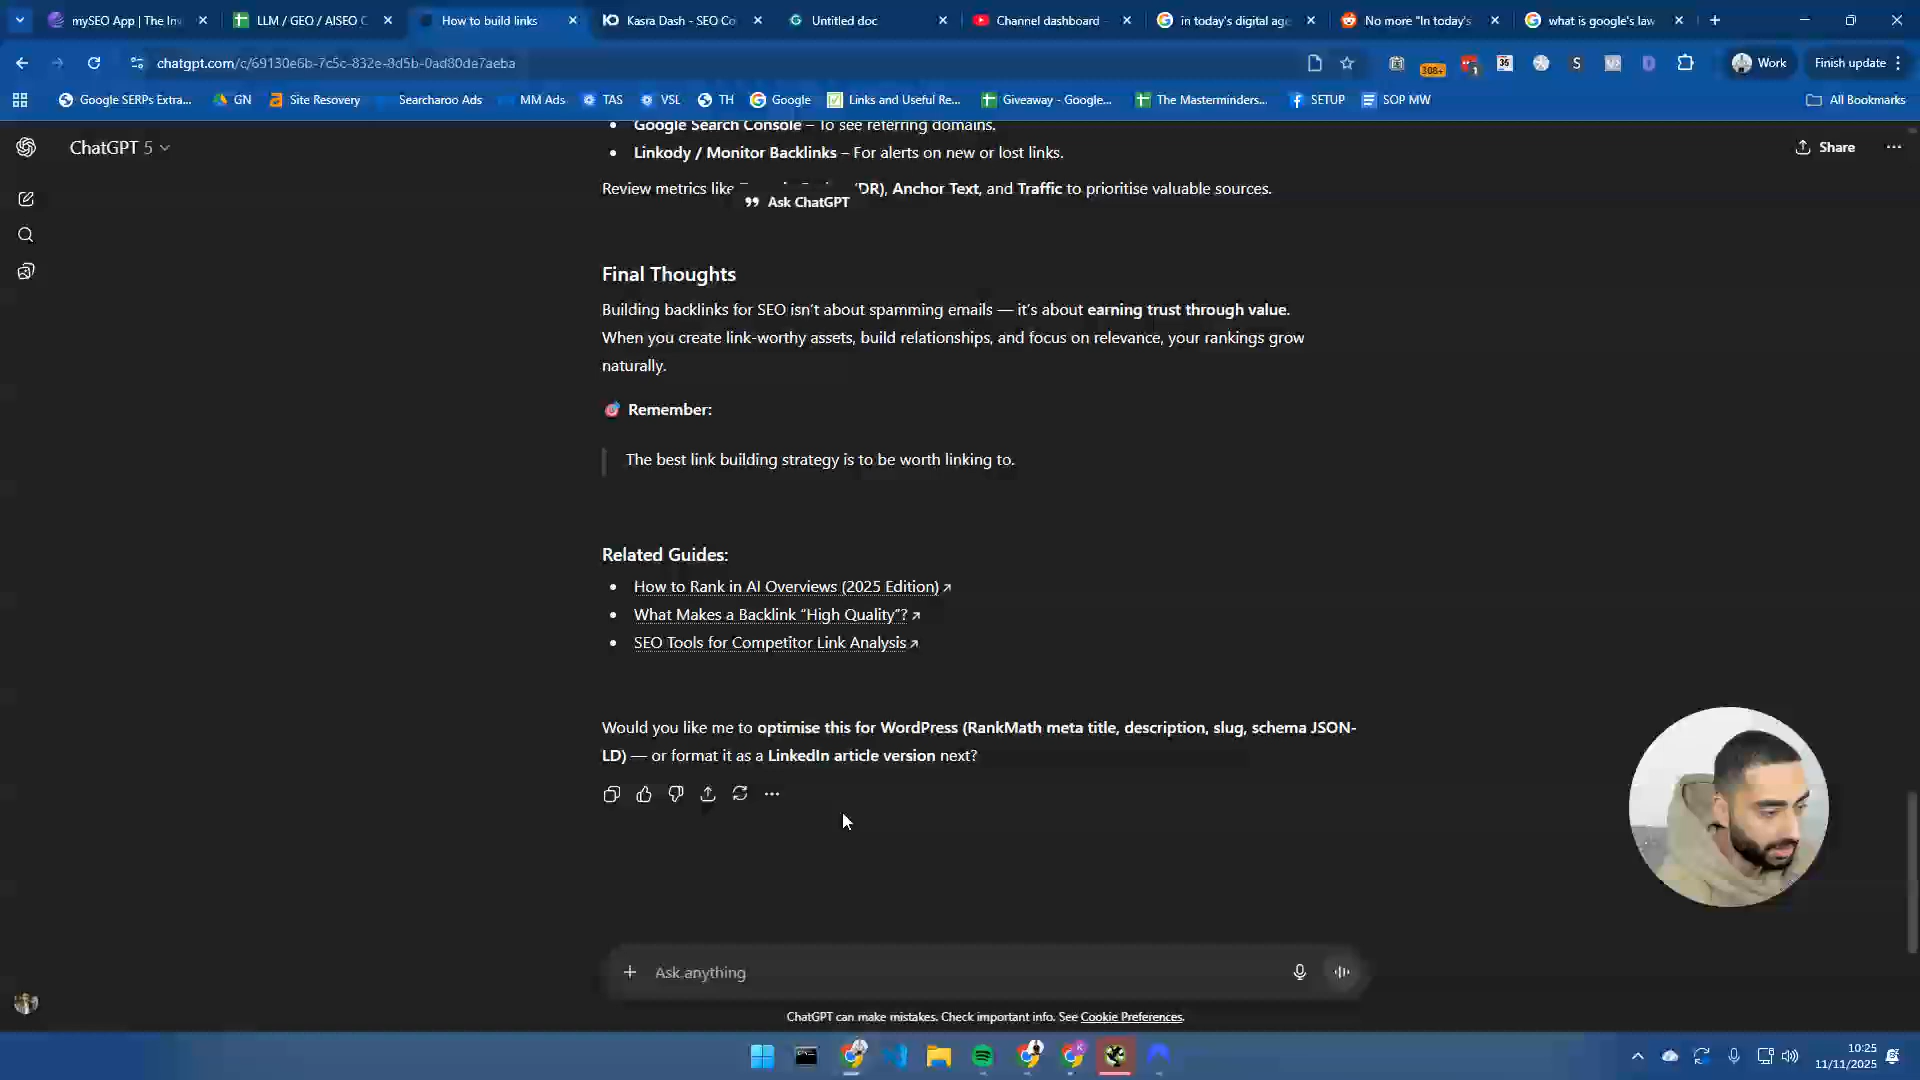 mySEO App | The Inv
LLM / GEO / AISEO C
How to build links
Kasra Dash - SEO Co
Untitled doc
Channel dashboard -
in today's digital age
No more "In today's
what is google's law
chatgpt.com/c/69130e6b-7c5c-832e-8d5b-0ad80de7aeba
308+
1
Work
Finish update
Google SERPs Extra...
GN
Site Recovery
Searcharoo Ads
MM Ads
TAS
VSL
TH
Google
Links and Useful Re...
Giveaway - Google...
The Masterminders...
SETUP
SOP MW
All Bookmarks
ChatGPT 5
Share
Google Search Console – To see referring domains.
Linkody / Monitor Backlinks – For alerts on new or lost links.
Review metrics like DR), Anchor Text, and Traffic to prioritise valuable sources.
Ask ChatGPT
Final Thoughts
Building backlinks for SEO isn't about spamming emails — it's about earning trust through value.
When you create link-worthy assets, build relationships, and focus on relevance, your rankings grow
naturally.
Remember:
The best link building strategy is to be worth linking to.
Related Guides:
How to Rank in AI Overviews (2025 Edition)
What Makes a Backlink “High Quality”?
SEO Tools for Competitor Link Analysis
Would you like me to optimise this for WordPress (RankMath meta title, description, slug, schema JSON-
LD) — or format it as a LinkedIn article version next?
Ask anything
ChatGPT can make mistakes. Check important info. See Cookie Preferences.
10:25
11/11/2025